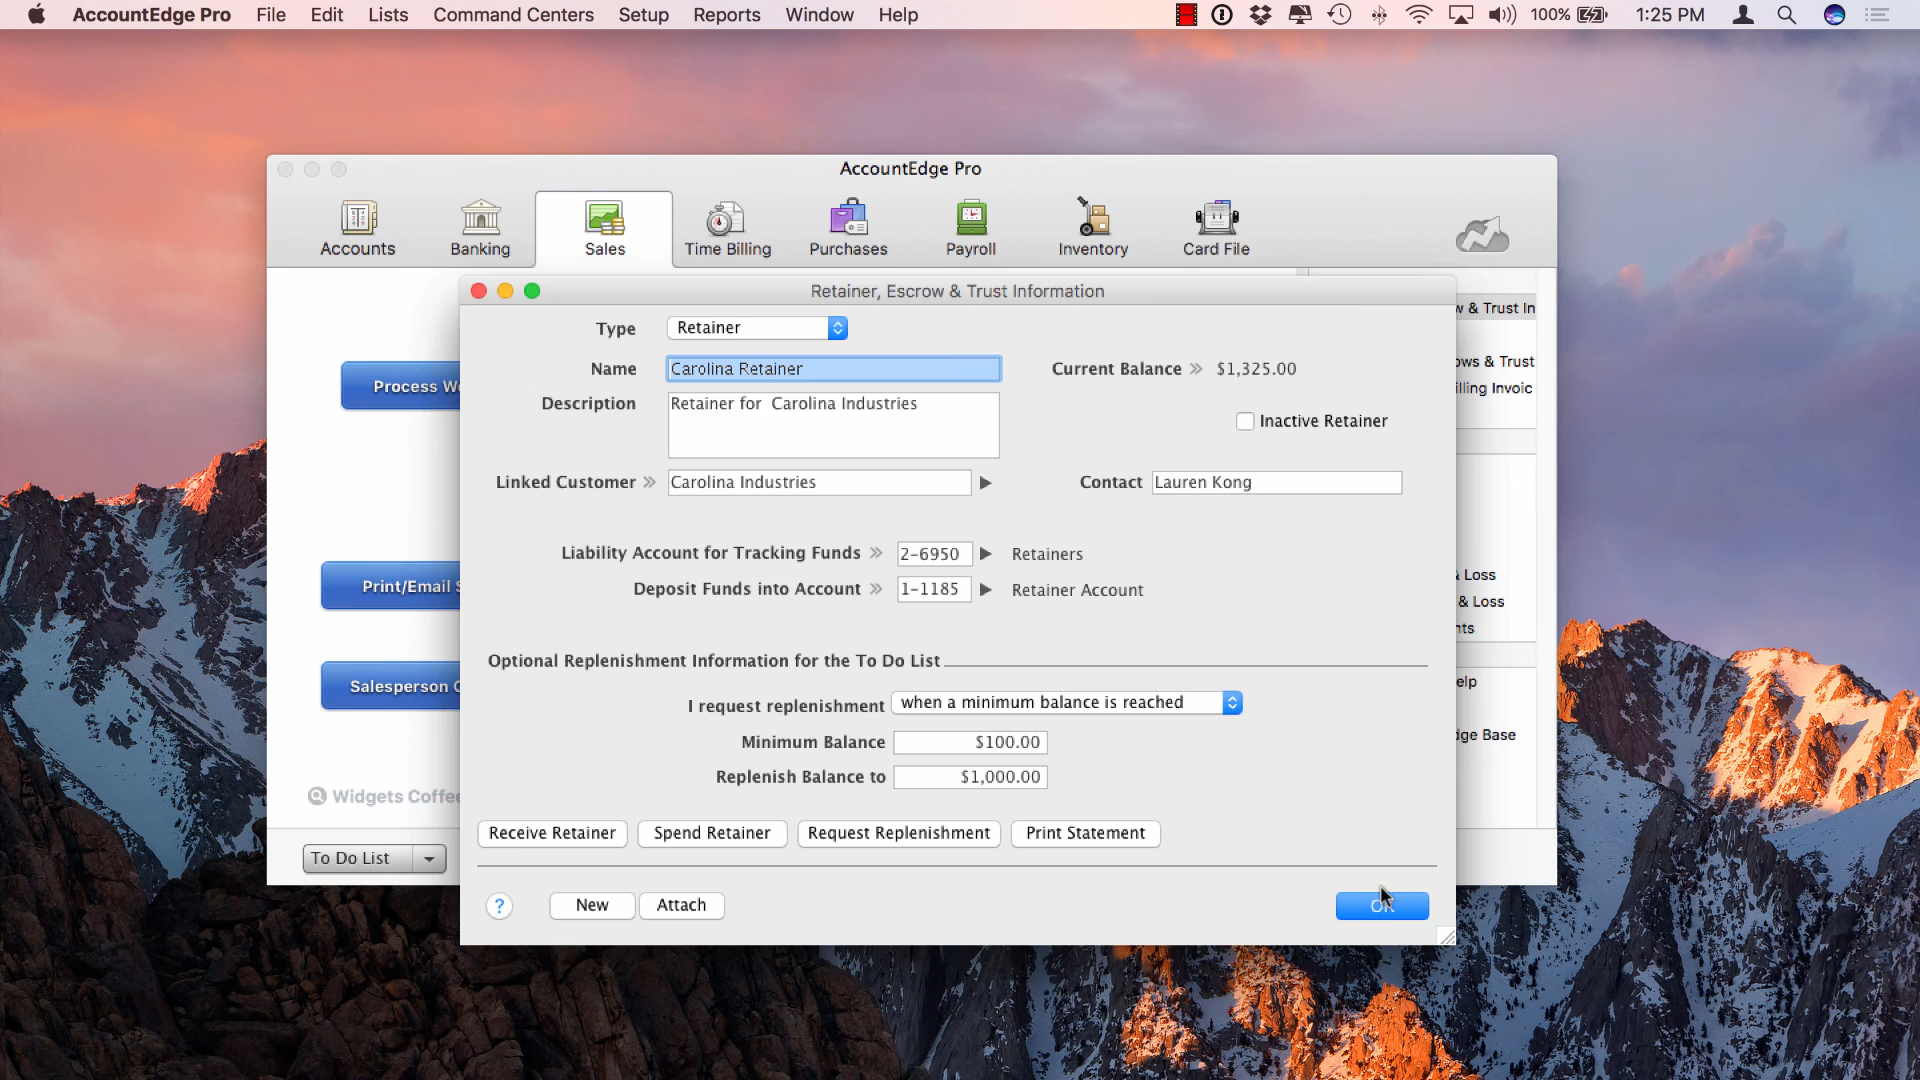 AccountEdge Pro File Edit Lists Command Centers Setup Reports Window Help 100% 1:25 PM
AccountEdge Pro
Accounts Banking Sales Time Billing Purchases Payroll Inventory Card File
Retainer, Escrow & Trust Information
w & Trust In
Type Retainer
Name Carolina Retainer Current Balance $1,325.00
ows & Trust
Process
Description Retainer for Carolina Industries
illing Invoic
Inactive Retainer
Linked Customer Carolina Industries Contact Lauren Kong
Liability Account for Tracking Funds 2-6950 Retainers
Deposit Funds into Account 1-1185 Retainer Account
Loss
Print/Email
& Loss
nts
Optional Replenishment Information for the To Do List
elp
Salesperson
I request replenishment when a minimum balance is reached
dge Base
Minimum Balance $100.00
Replenish Balance to $1,000.00
Widgets Coffee
Receive Retainer Spend Retainer Request Replenishment Print Statement
To Do List
? New Attach OK